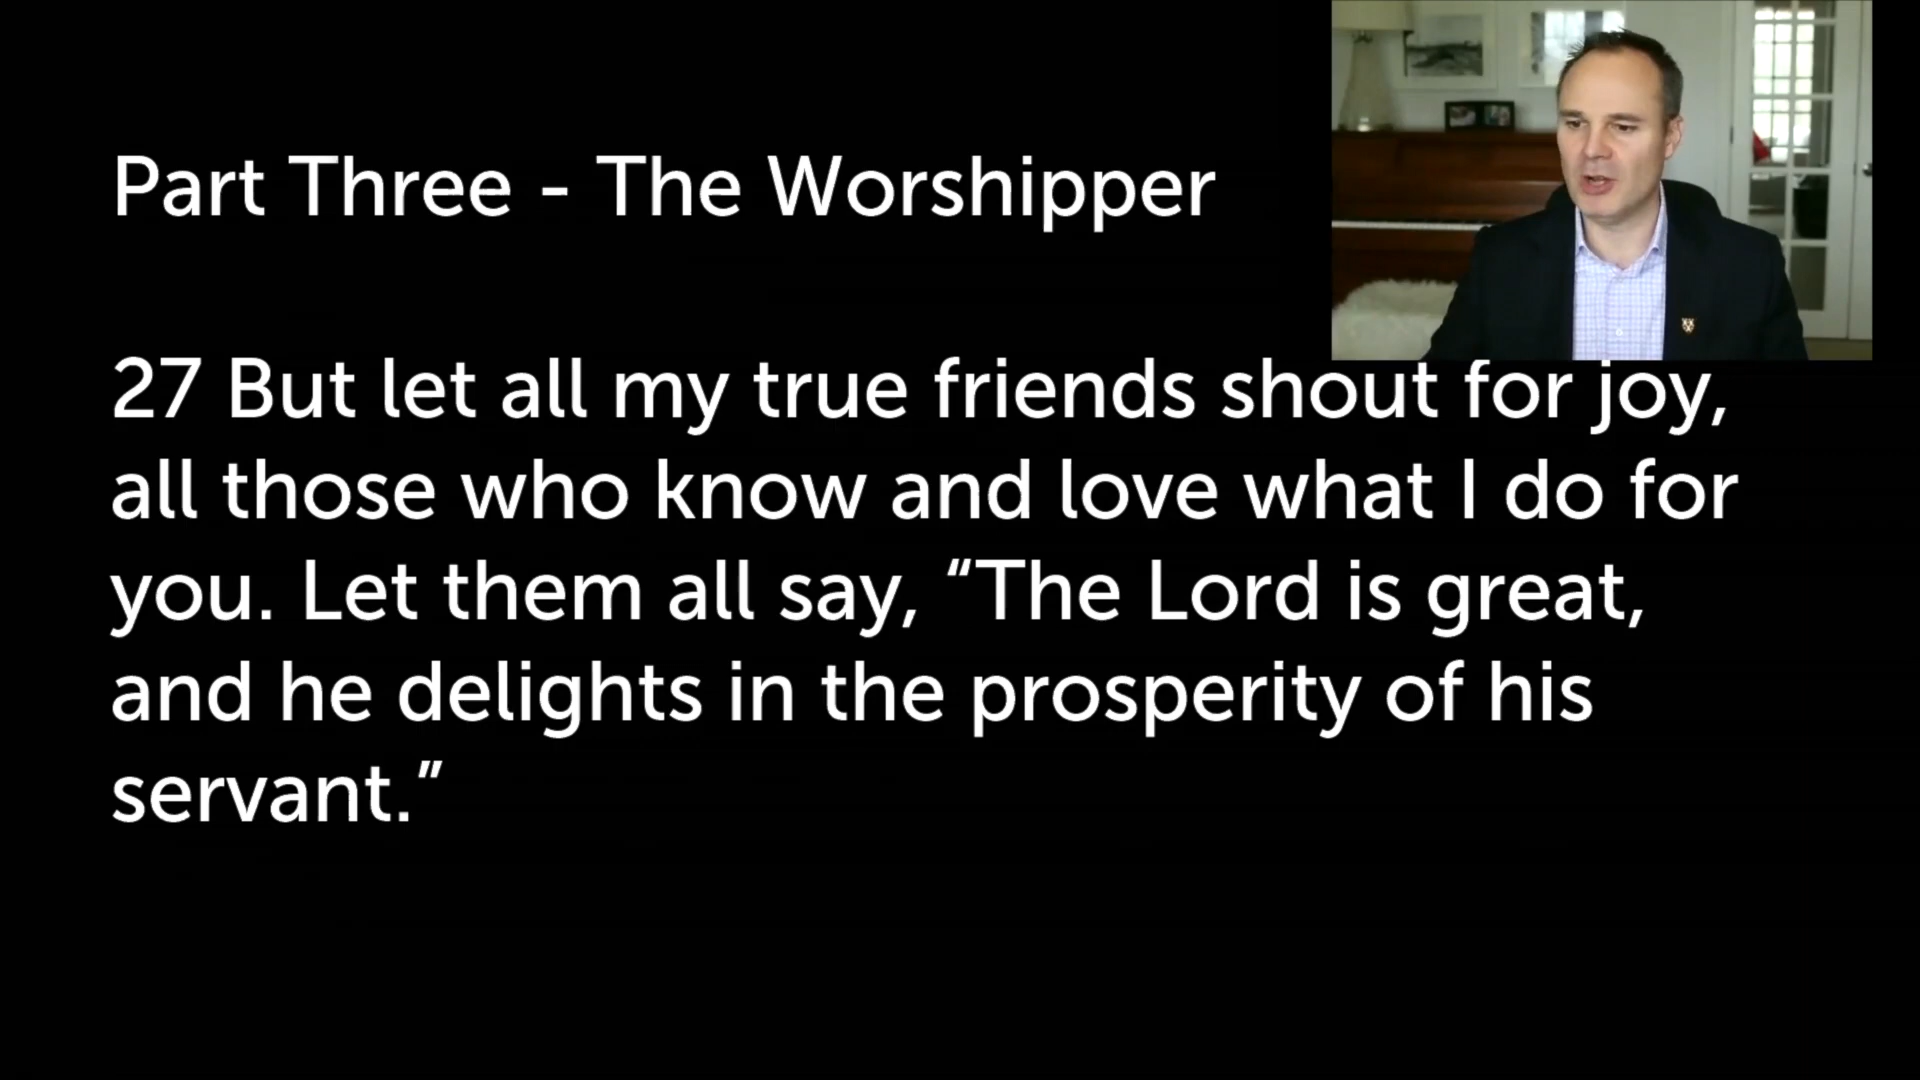 Part Three - The Worshipper
27 But let all my true friends shout for joy,
all those who know and love what I do for
you. Let them all say, “The Lord is great,
and he delights in the prosperity of his
servant.”